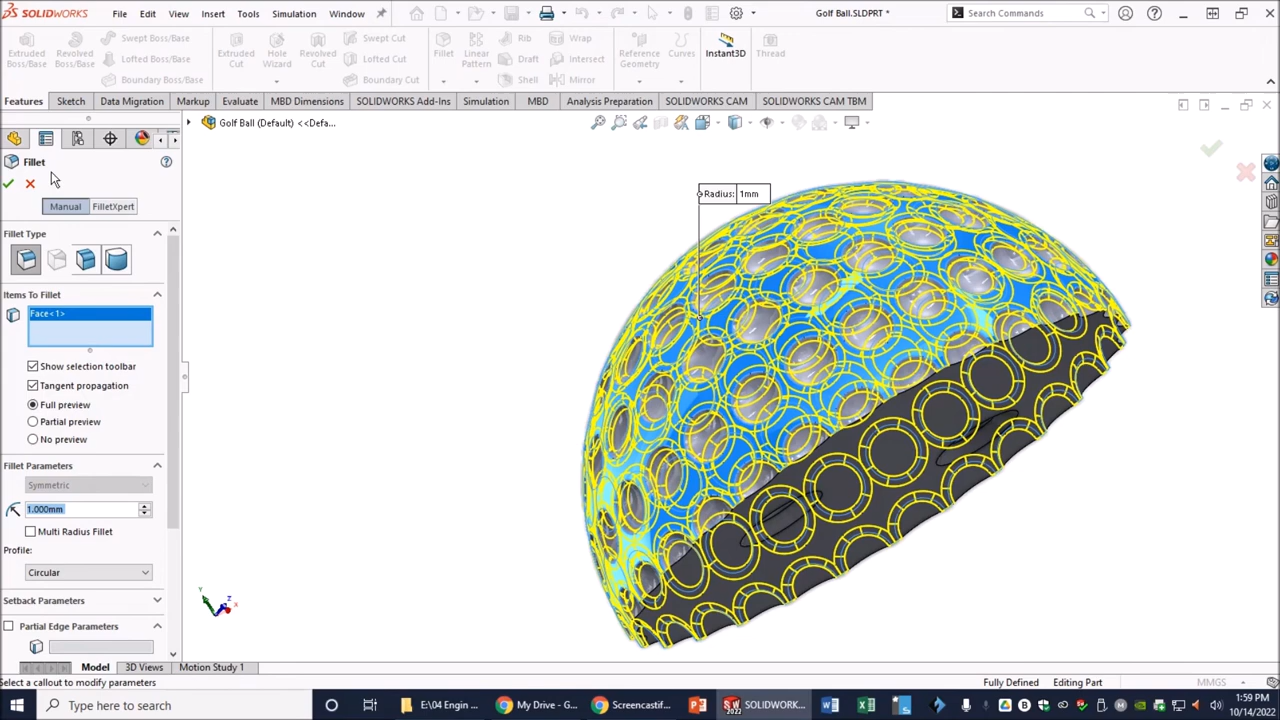 SOLIDWORKS File Edit View Insert Tools Simulation Window Golf Ball.SLDPRT * Search Commands
Extruded Boss/Base Revolved Boss/Base Swept Boss/Base Lofted Boss/Base Boundary Boss/Base Extruded Cut Hole Wizard Revolved Cut Swept Cut Lofted Cut Boundary Cut Fillet Linear Pattern Rib Draft Shell Wrap Intersect Mirror Reference Geometry Curves Instant3D Thread
Features Sketch Data Migration Markup Evaluate MBD Dimensions SOLIDWORKS Add-Ins Simulation MBD Analysis Preparation SOLIDWORKS CAM SOLIDWORKS CAM TBM
Golf Ball (Default) <<Defa...
Fillet
Manual FilletXpert
Fillet Type
Items To Fillet
Face<1>
Show selection toolbar
Tangent propagation
Full preview
Partial preview
No preview
Fillet Parameters
Symmetric
1.000mm
Multi Radius Fillet
Profile:
Circular
Setback Parameters
Partial Edge Parameters
Radius: 1mm
Y Z X
Model 3D Views Motion Study 1
Select a callout to modify parameters Fully Defined Editing Part MMGS
Type here to search E:\04 Engin ... My Drive - G... Screencastif... SOLIDWORK... 1:59 PM
10/14/2022